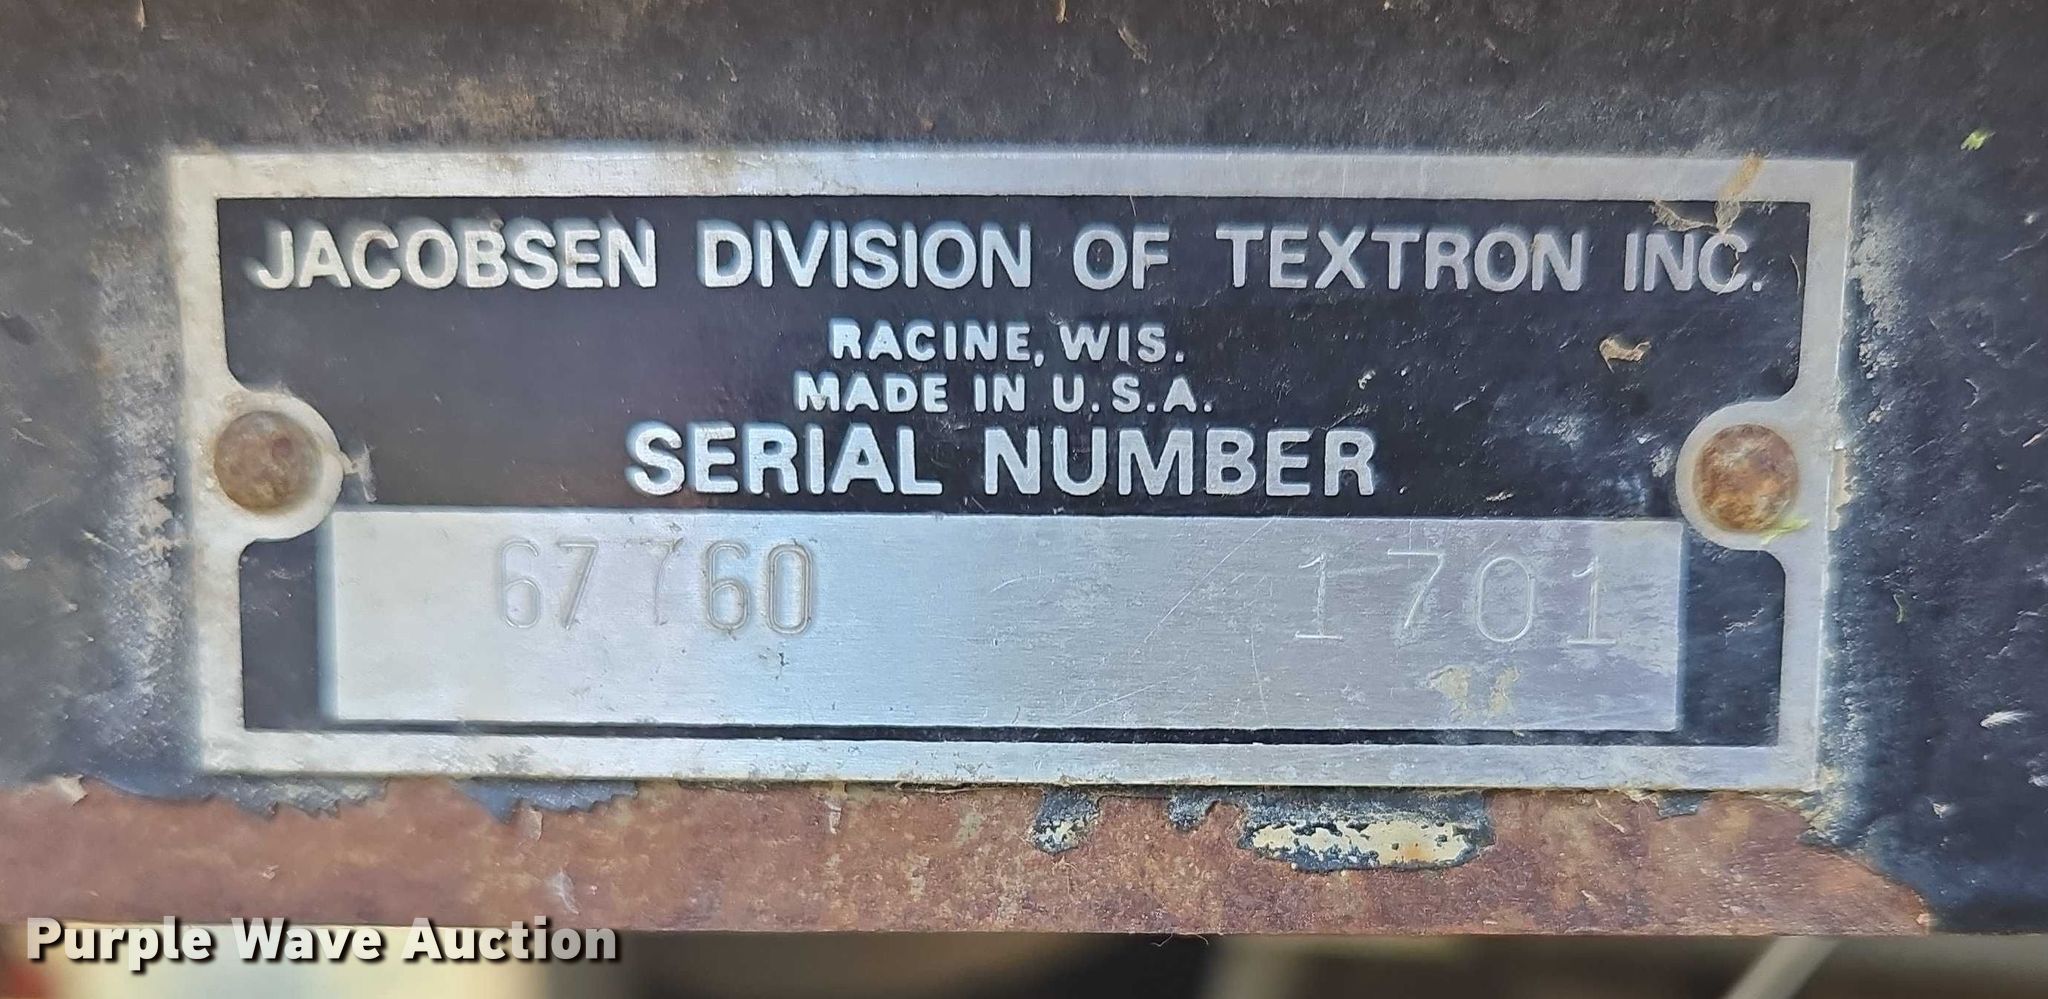 JACOBSEN DIVISION OF TEXTRON INC.
RACINE, WIS.
MADE IN U.S.A.
SERIAL NUMBER
67760 1701
Purple Wave Auction